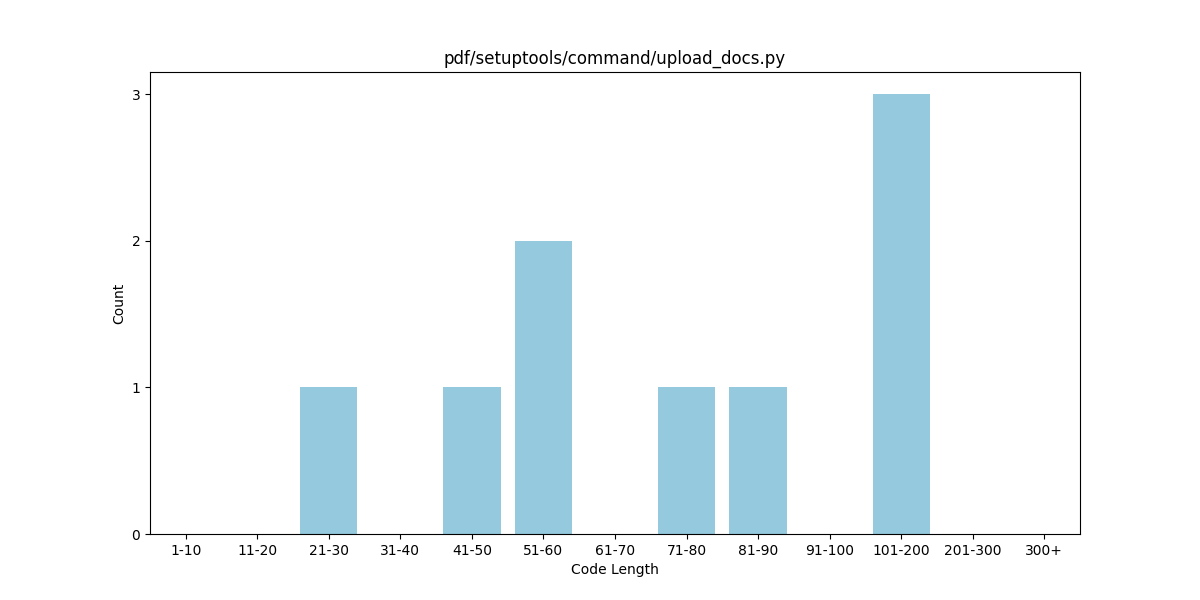 pdf/setuptools/command/upload_docs.py
3
2
1
0
Count
1-10 11-20 21-30 31-40 41-50 51-60 61-70 71-80 81-90 91-100 101-200 201-300 300+
Code Length